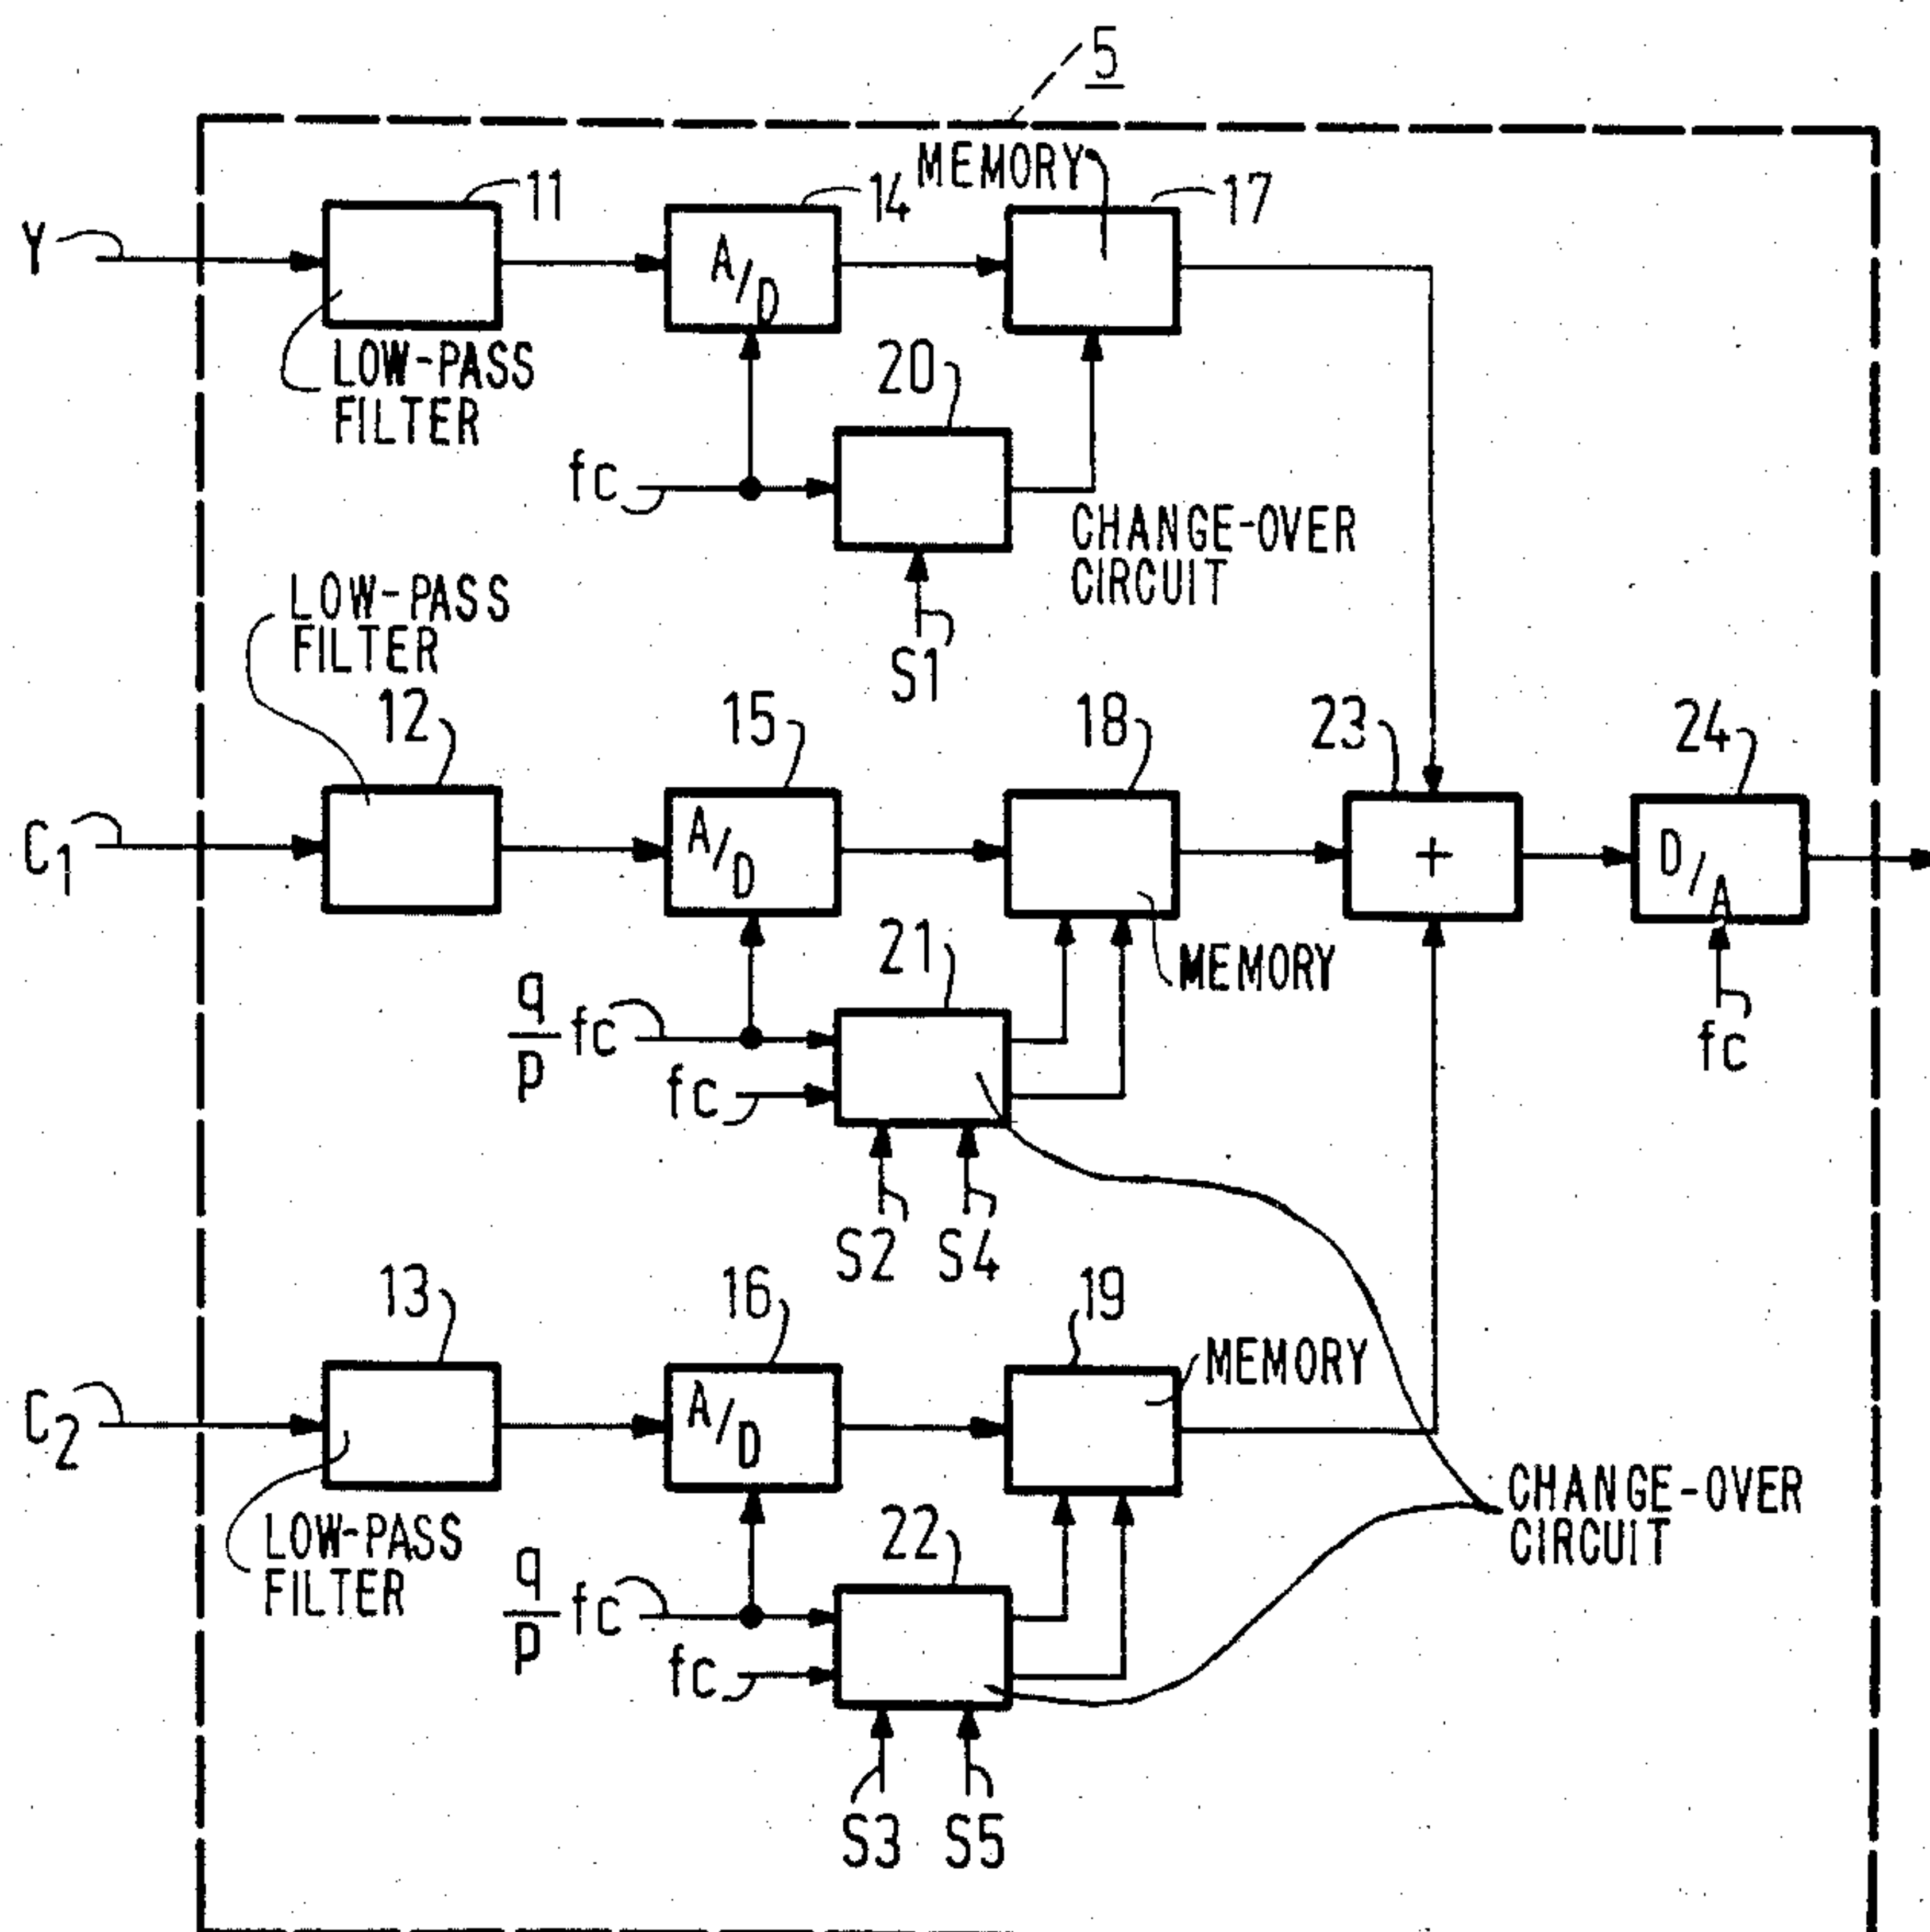 5
MEMORY
11
14
17
Y
A/D
LOW-PASS
FILTER
20
fc
CHANGE-OVER
CIRCUIT
S1
LOW-PASS
FILTER
12
15
18
23
24
C1
A/D
+
D/A
21
MEMORY
q/p fc
fc
fc
S2
S4
13
16
19
MEMORY
C2
A/D
CHANGE-OVER
CIRCUIT
LOW-PASS
FILTER
22
q/p fc
fc
S3
S5